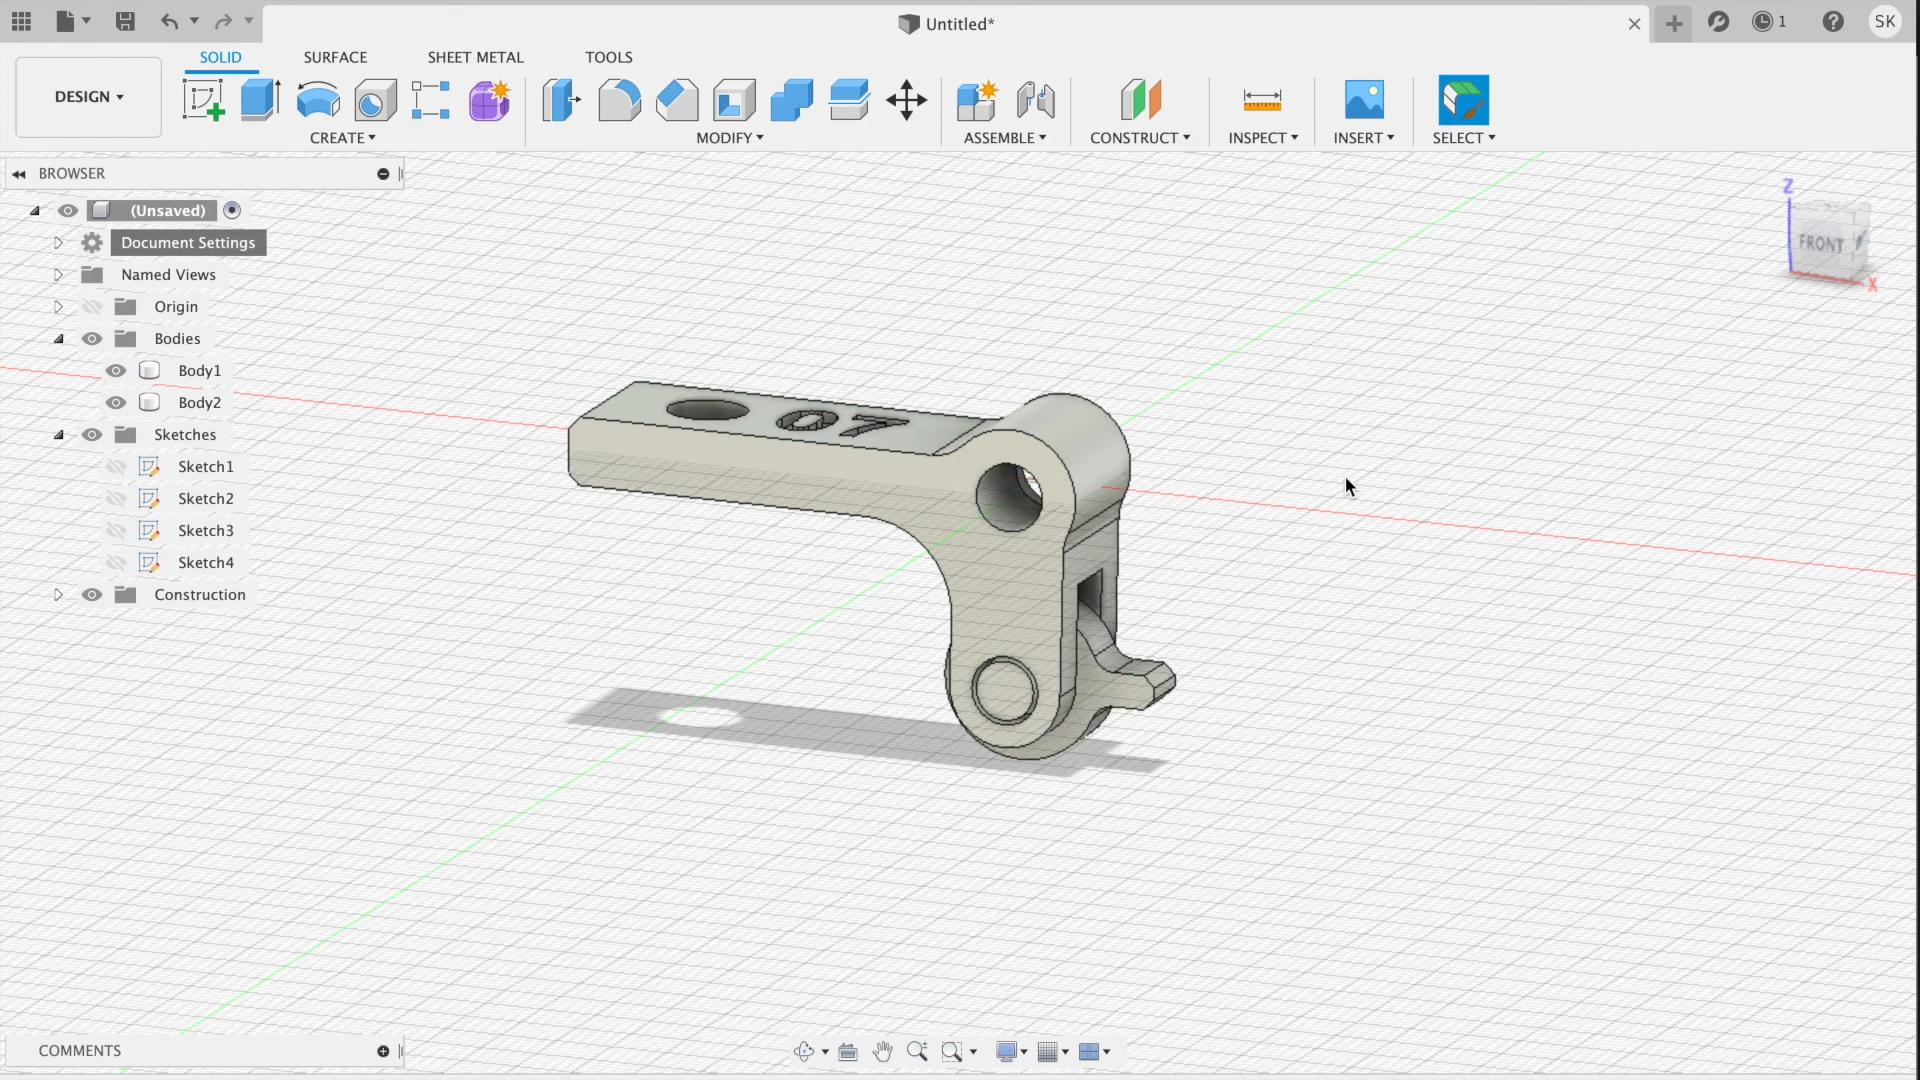 Untitled*
1
SK
DESIGN
SOLID
SURFACE
SHEET METAL
TOOLS
CREATE
MODIFY
ASSEMBLE
CONSTRUCT
INSPECT
INSERT
SELECT
BROWSER
(Unsaved)
Document Settings
Named Views
Origin
Bodies
Body1
Body2
Sketches
Sketch1
Sketch2
Sketch3
Sketch4
Construction
07
Z
FRONT
X
COMMENTS